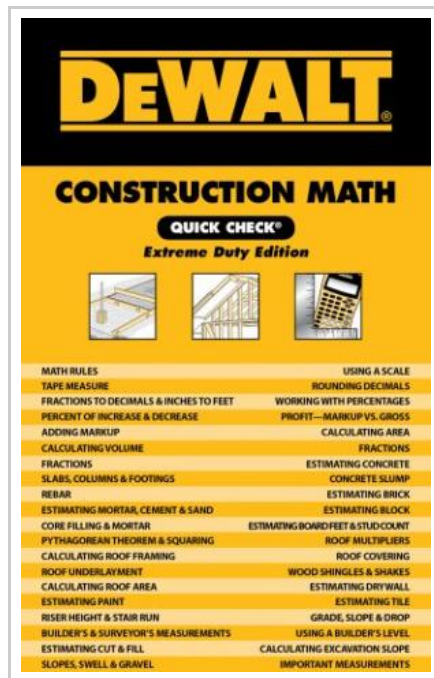 DEWALT®
CONSTRUCTION MATH
QUICK CHECK®
Extreme Duty Edition
MATH RULES USING A SCALE
TAPE MEASURE ROUNDING DECIMALS
FRACTIONS TO DECIMALS & INCHES TO FEET WORKING WITH PERCENTAGES
PERCENT OF INCREASE & DECREASE PROFIT—MARKUP VS. GROSS
ADDING MARKUP CALCULATING AREA
CALCULATING VOLUME FRACTIONS
FRACTIONS ESTIMATING CONCRETE
SLABS, COLUMNS & FOOTINGS CONCRETE SLUMP
REBAR ESTIMATING BRICK
ESTIMATING MORTAR, CEMENT & SAND ESTIMATING BLOCK
CORE FILLING & MORTAR ESTIMATING BOARD FEET & STUD COUNT
PYTHAGOREAN THEOREM & SQUARING ROOF MULTIPLIERS
CALCULATING ROOF FRAMING ROOF COVERING
ROOF UNDERLAYMENT WOOD SHINGLES & SHAKES
CALCULATING ROOF AREA ESTIMATING DRYWALL
ESTIMATING PAINT ESTIMATING TILE
RISER HEIGHT & STAIR RUN GRADE, SLOPE & DROP
BUILDER'S & SURVEYOR'S MEASUREMENTS USING A BUILDER'S LEVEL
ESTIMATING CUT & FILL CALCULATING EXCAVATION SLOPE
SLOPES, SWELL & GRAVEL IMPORTANT MEASUREMENTS